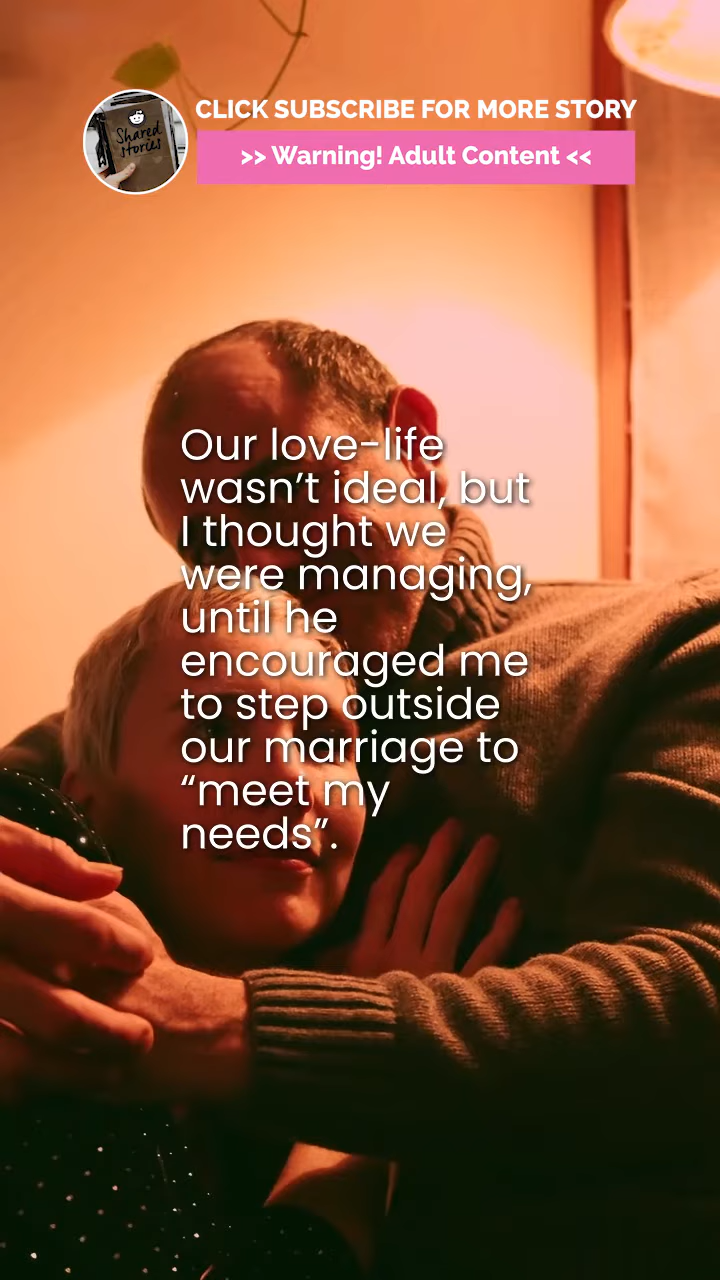 CLICK SUBSCRIBE FOR MORE STORY
Shared
stories
>> Warning! Adult Content <<
Our love-life
wasn’t ideal, but
I thought we
were managing,
until he
encouraged me
to step outside
our marriage to
“meet my
needs”.